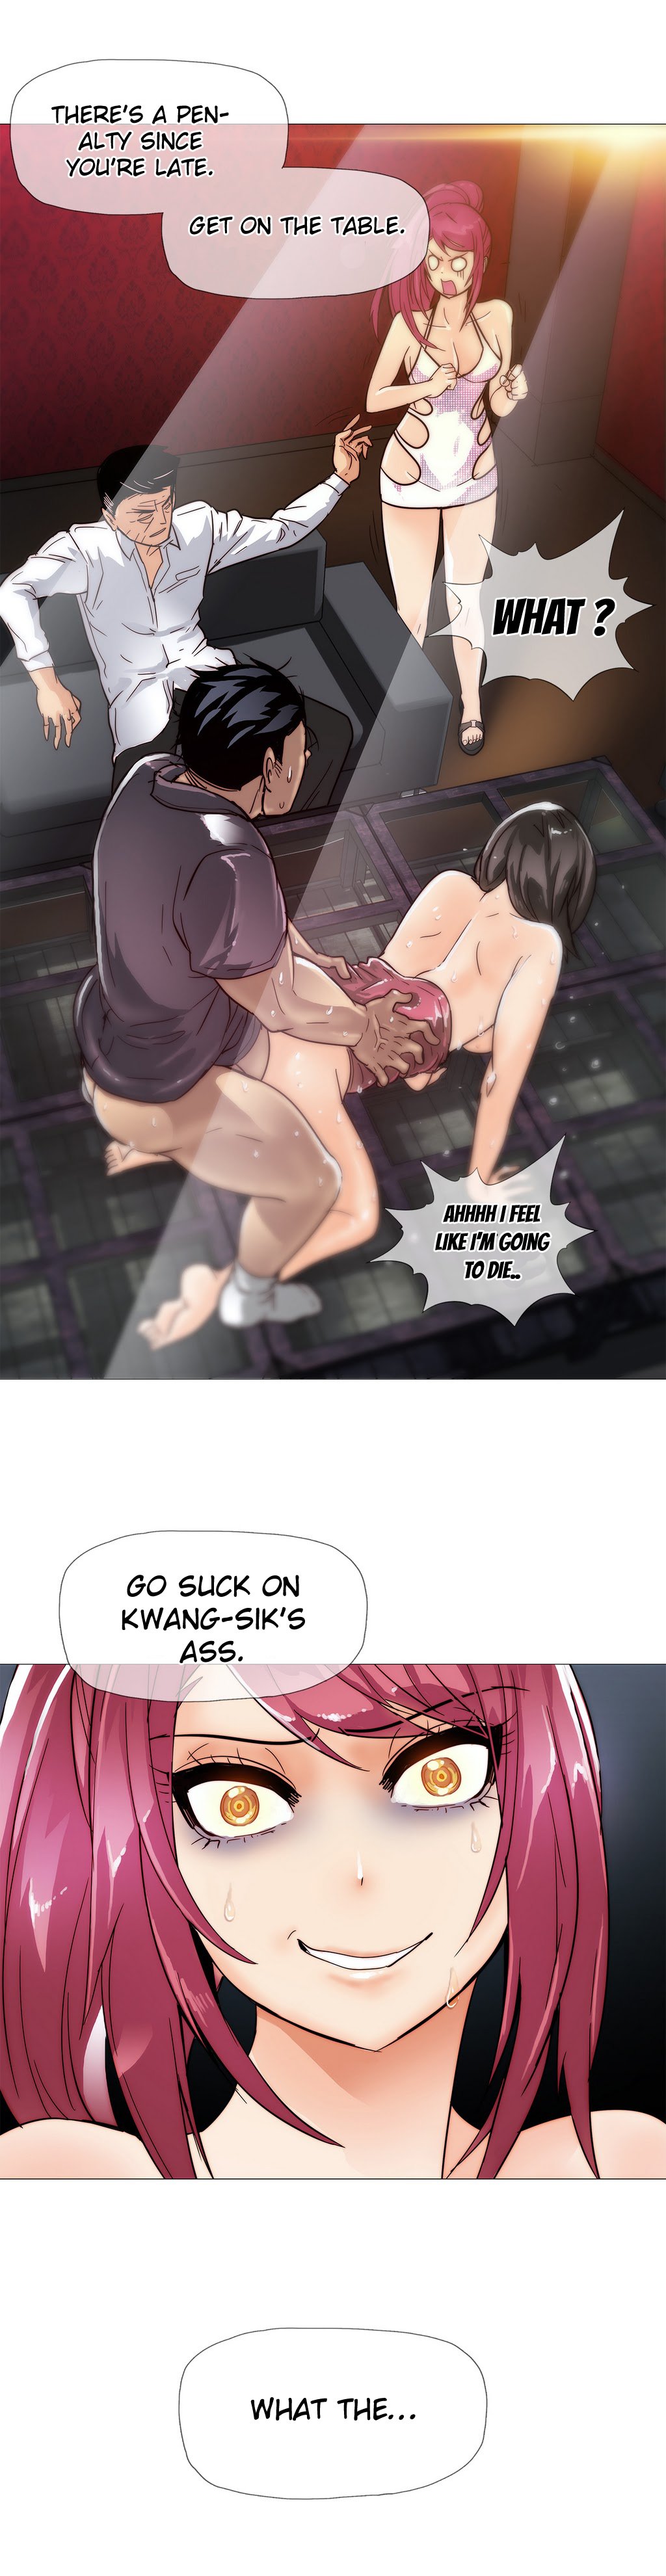 THERE'S A PEN-
ALTY SINCE
YOU'RE LATE.
GET ON THE TABLE.
WHAT ?
AHHHH I FEEL
LIKE I'M GOING
TO DIE..
GO SUCK ON
KWANG-SIK'S
ASS.
WHAT THE...